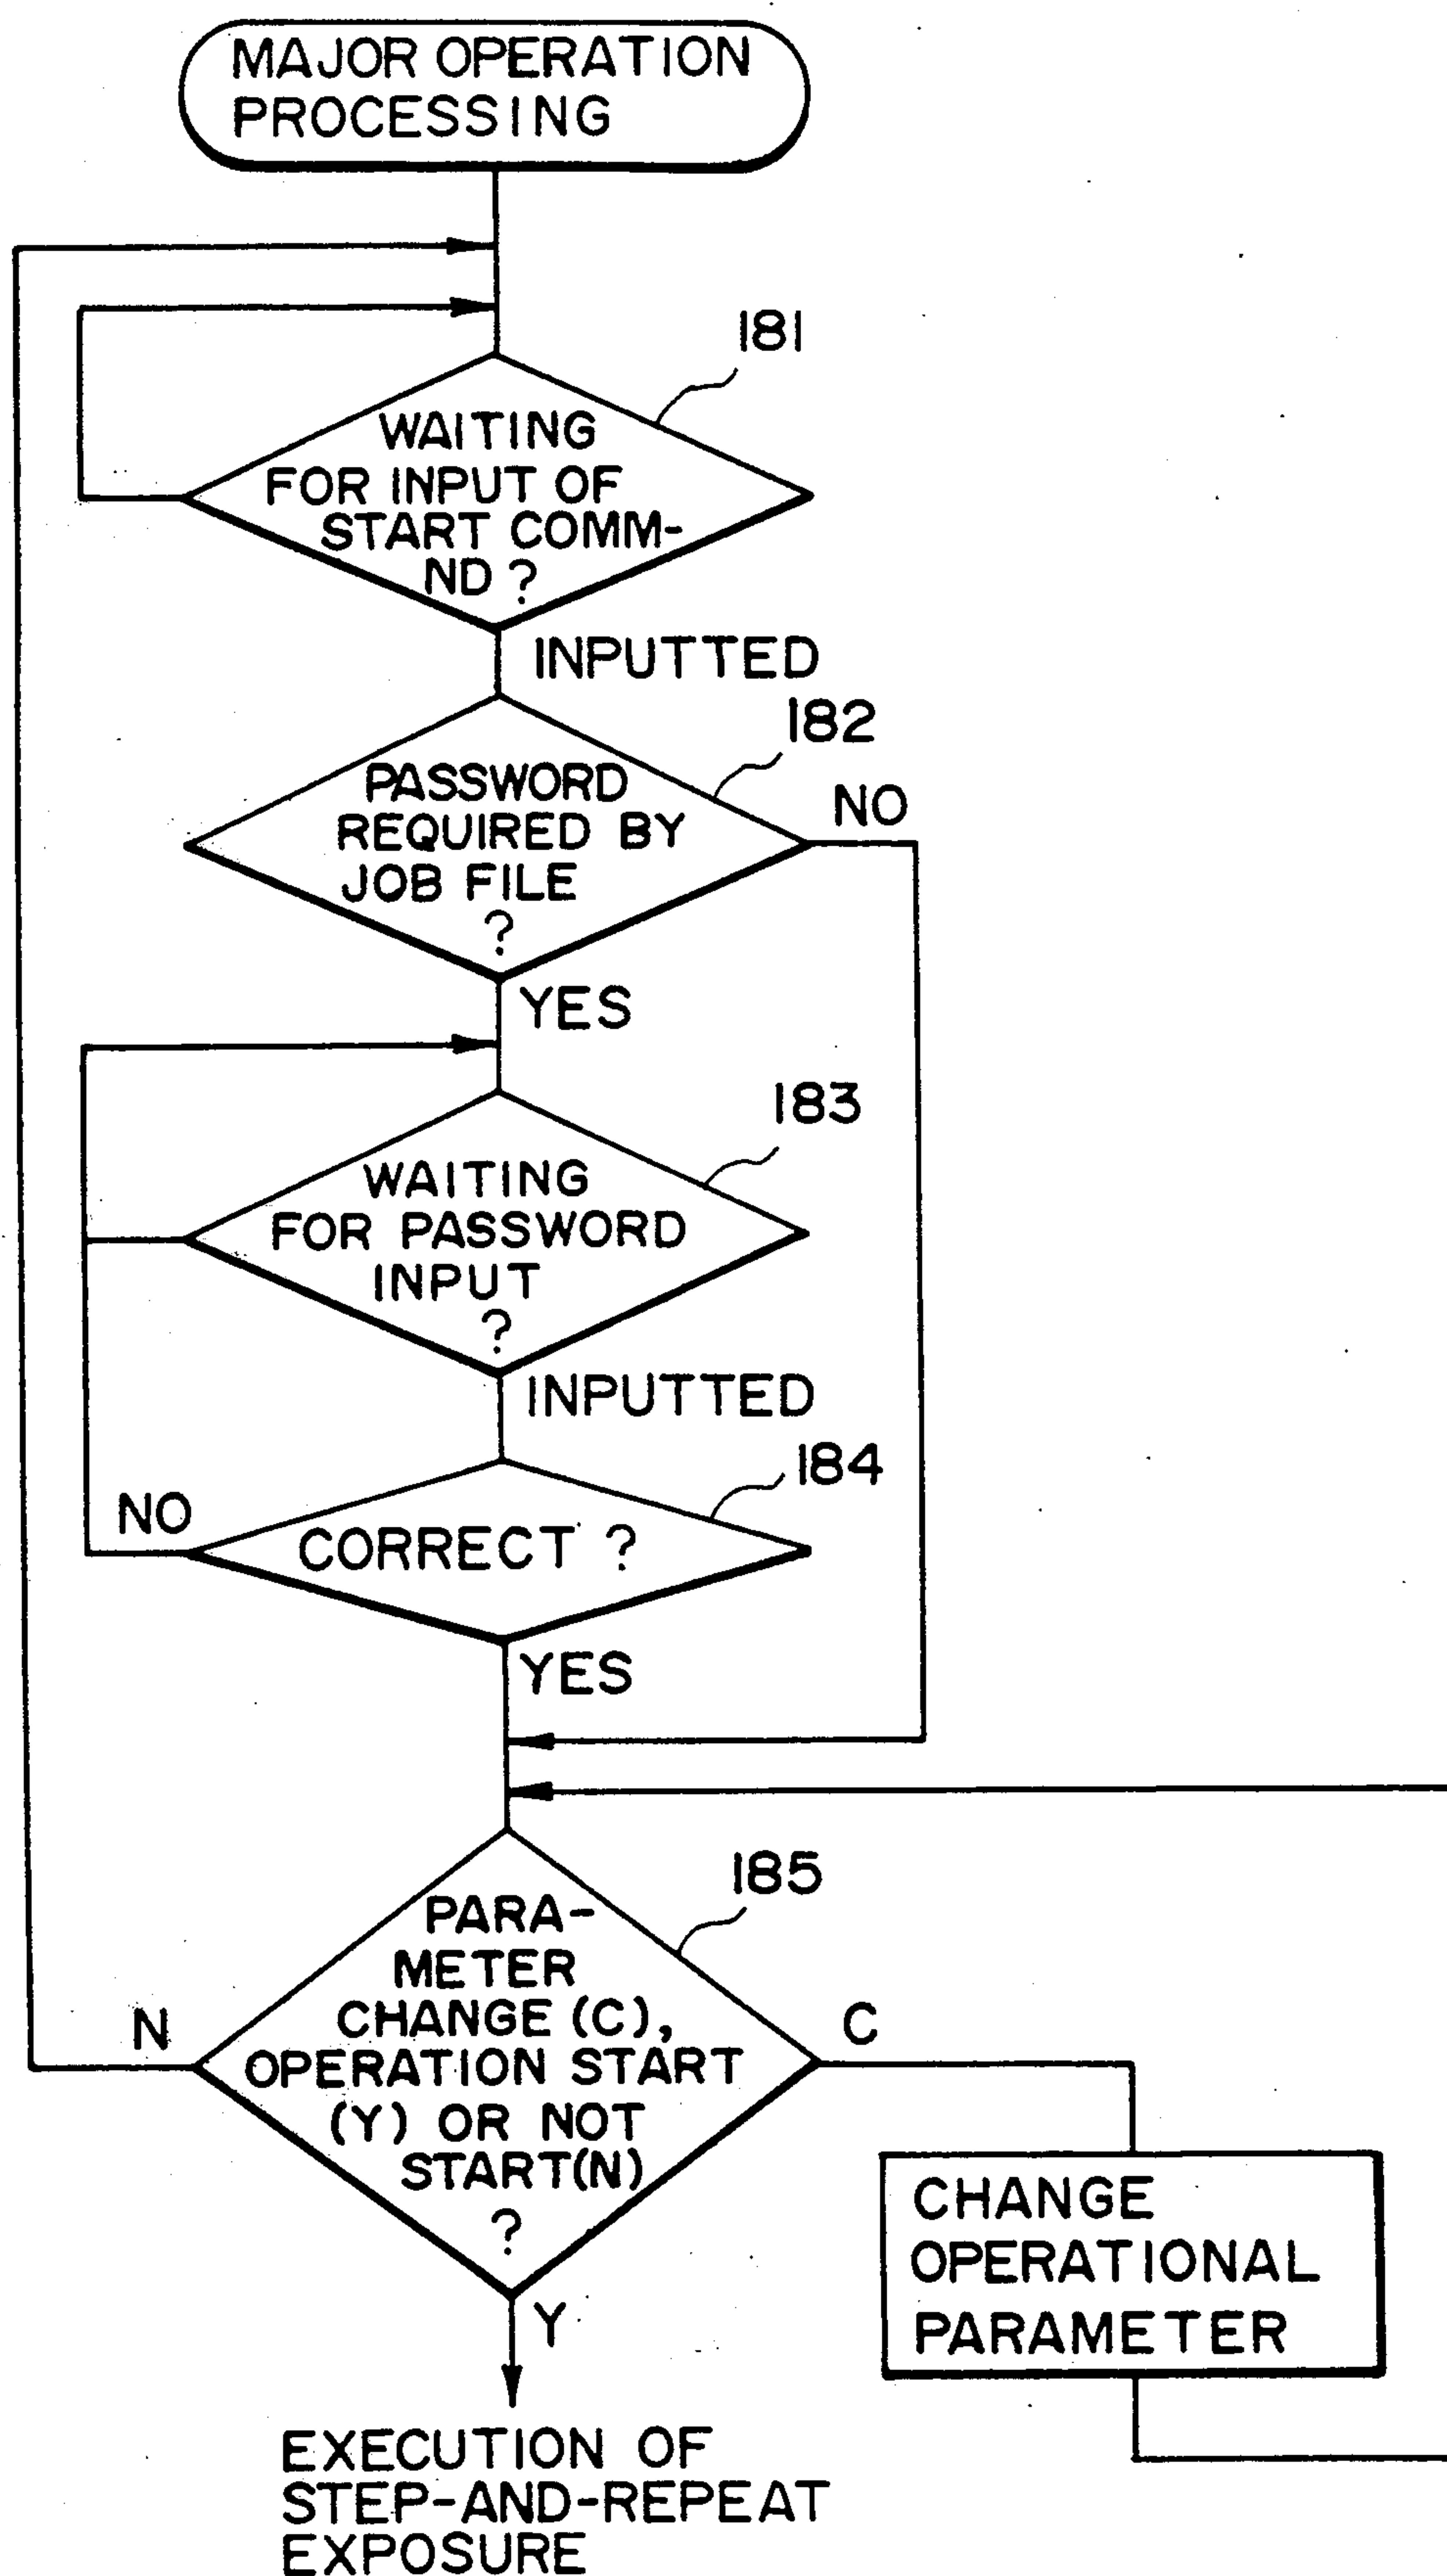 MAJOR OPERATION
PROCESSING
181
WAITING
FOR INPUT OF
START COMM-
ND ?
INPUTTED
182
PASSWORD
REQUIRED BY
JOB FILE
?
NO
YES
183
WAITING
FOR PASSWORD
INPUT
?
INPUTTED
184
NO
CORRECT ?
YES
185
PARA-
METER
CHANGE (C),
OPERATION START
(Y) OR NOT
START(N)
?
N
C
CHANGE
OPERATIONAL
PARAMETER
Y
EXECUTION OF
STEP-AND-REPEAT
EXPOSURE